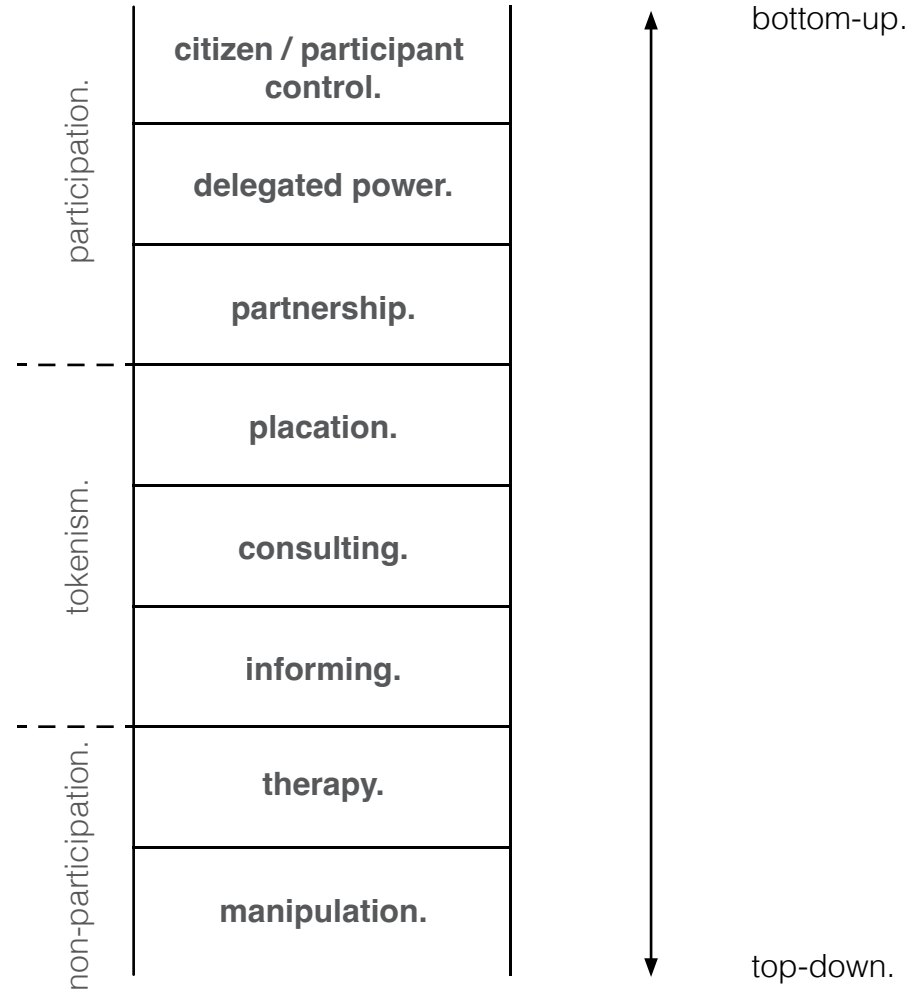 bottom-up.
participation.
citizen / participant
control.
delegated power.
partnership.
tokenism.
placation.
consulting.
informing.
non-participation.
therapy.
manipulation.
top-down.